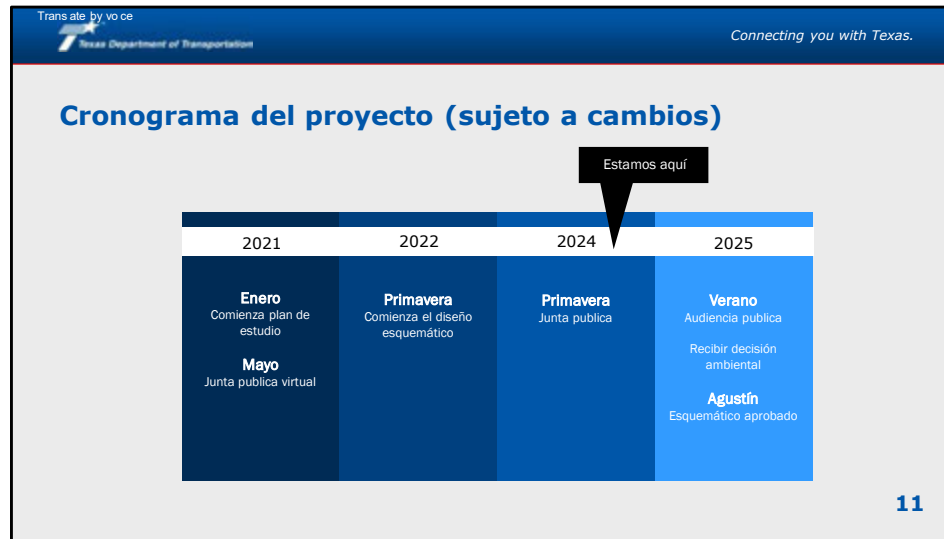 Trans ate by vo ce
Texas Department of Transportation
Connecting you with Texas.
Cronograma del proyecto (sujeto a cambios)
Estamos aquí
2021
2022
2024
2025
Enero
Comienza plan de
estudio
Mayo
Junta publica virtual
Primavera
Comienza el diseño
esquemático
Primavera
Junta publica
Verano
Audiencia publica
Recibir decisión
ambiental
Agustín
Esquemático aprobado
11